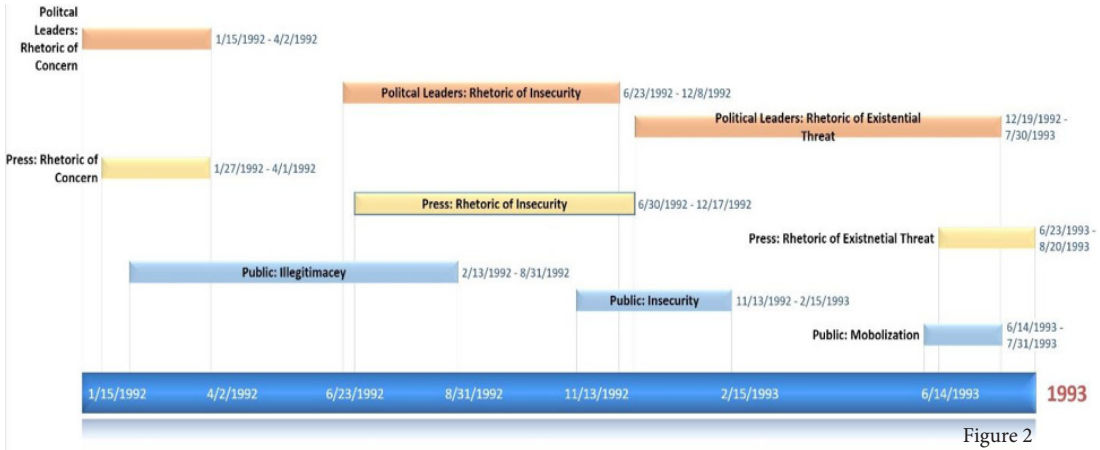 Politcal
Leaders:
Rhetoric of
Concern
1/15/1992 - 4/2/1992
Politcal Leaders: Rhetoric of Insecurity
6/23/1992 - 12/8/1992
Political Leaders: Rhetoric of Existential
Threat
12/19/1992 -
7/30/1993
Press: Rhetoric of
Concern
1/27/1992 - 4/1/1992
Press: Rhetoric of Insecurity
6/30/1992 - 12/17/1992
Press: Rhetoric of Existnetial Threat
6/23/1993 -
8/20/1993
Public: Illegitimacey
2/13/1992 - 8/31/1992
Public: Insecurity
11/13/1992 - 2/15/1993
Public: Mobolization
6/14/1993 -
7/31/1993
1/15/1992 4/2/1992 6/23/1992 8/31/1992 11/13/1992 2/15/1993 6/14/1993 1993
Figure 2